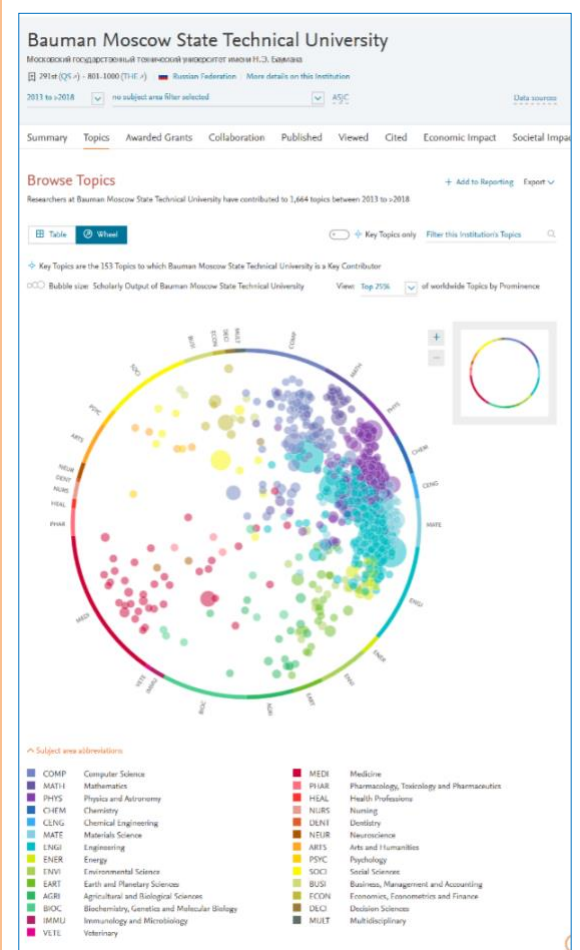 Bauman Moscow State Technical University
Московский государственный технический университет имени Н.Э. Баумана
291st (QS ↗) - 801-1000 (THE ↗) Russian Federation More details on this Institution
2013 to >2018 no subject area filter selected ASJC Data sources
Summary Topics Awarded Grants Collaboration Published Viewed Cited Economic Impact Societal Impa
Browse Topics + Add to Reporting Export
Researchers at Bauman Moscow State Technical University have contributed to 1,664 topics between 2013 to >2018
Table Wheel Key Topics only Filter this Institution's Topics
Key Topics are the 153 Topics to which Bauman Moscow State Technical University is a Key Contributor
Bubble size: Scholarly Output of Bauman Moscow State Technical University View: Top 25% of worldwide Topics by Prominence
+
−
COMP
MATH
PHYS
CHEM
CENG
MATE
ENGI
ENER
ENVI
EART
AGRI
BIOC
IMMU
VETE
MEDI
PHAR
HEAL
NURS
DENT
NEUR
ARTS
PSYC
SOCI
BUSI
ECON
DECI
MULT
Subject area abbreviations
COMP Computer Science
MATH Mathematics
PHYS Physics and Astronomy
CHEM Chemistry
CENG Chemical Engineering
MATE Materials Science
ENGI Engineering
ENER Energy
ENVI Environmental Science
EART Earth and Planetary Sciences
AGRI Agricultural and Biological Sciences
BIOC Biochemistry, Genetics and Molecular Biology
IMMU Immunology and Microbiology
VETE Veterinary
MEDI Medicine
PHAR Pharmacology, Toxicology and Pharmaceutics
HEAL Health Professions
NURS Nursing
DENT Dentistry
NEUR Neuroscience
ARTS Arts and Humanities
PSYC Psychology
SOCI Social Sciences
BUSI Business, Management and Accounting
ECON Economics, Econometrics and Finance
DECI Decision Sciences
MULT Multidisciplinary